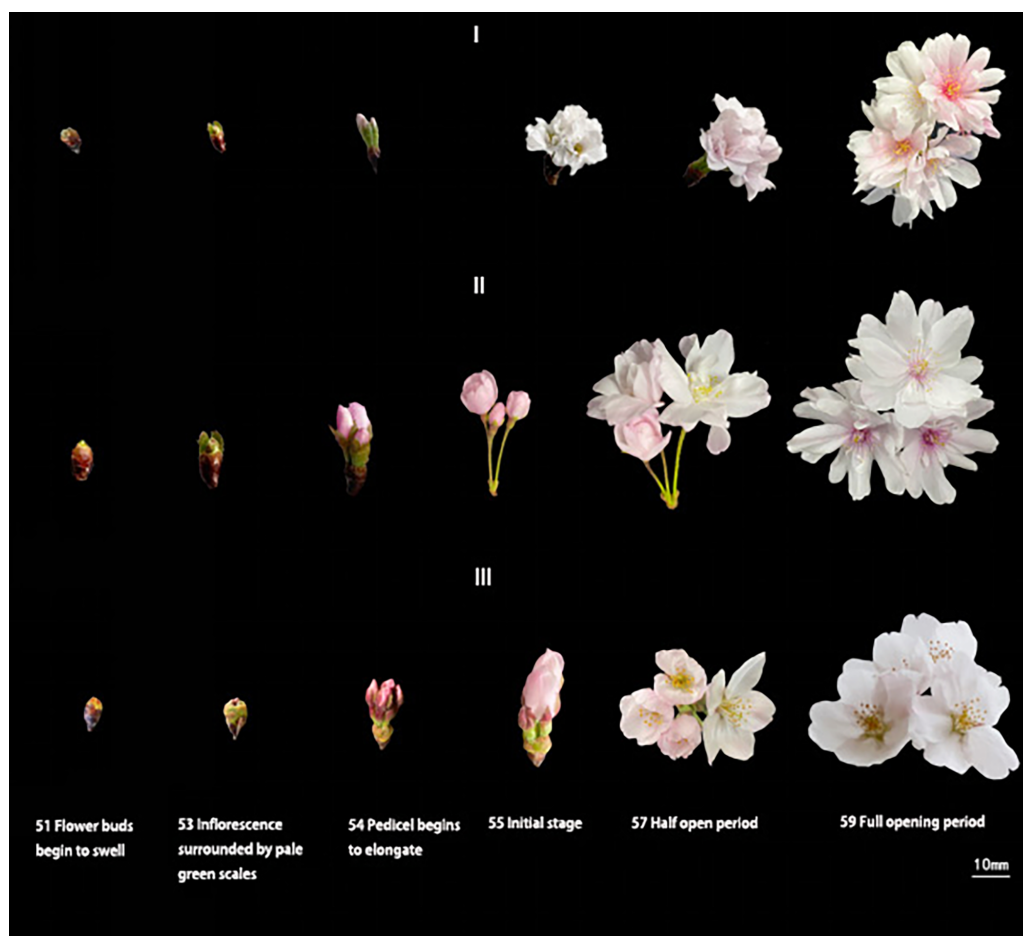 I
II
III
51 Flower buds
begin to swell
53 Inflorescence
surrounded by pale
green scales
54 Pedicel begins
to elongate
55 Initial stage
57 Half open period
59 Full opening period
10mm